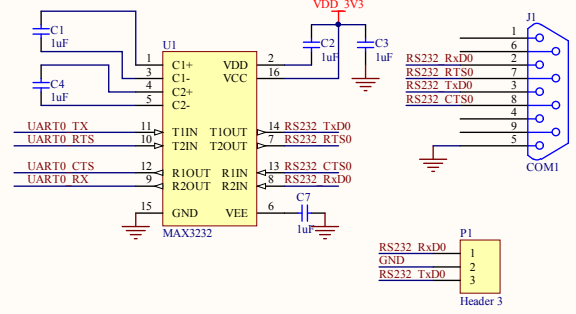 VDD_3V3
C1
1uF
C4
1uF
C2
1uF
C3
1uF
U1
1 C1+ VDD 2
3 C1- VCC 16
4 C2+
5 C2-
UART0_TX 11 T1IN T1OUT 14 RS232_TxD0
UART0_RTS 10 T2IN T2OUT 7 RS232_RTS0
UART0_CTS 12 R1OUT R1IN 13 RS232_CTS0
UART0_RX 9 R2OUT R2IN 8 RS232_RxD0
15 GND VEE 6
C7
1uF
MAX3232
J1
1
6
RS232_RxD0 2
RS232_RTS0 7
RS232_TxD0 3
RS232_CTS0 8
4
9
5
COM1
P1
RS232_RxD0 1
GND 2
RS232_TxD0 3
Header 3